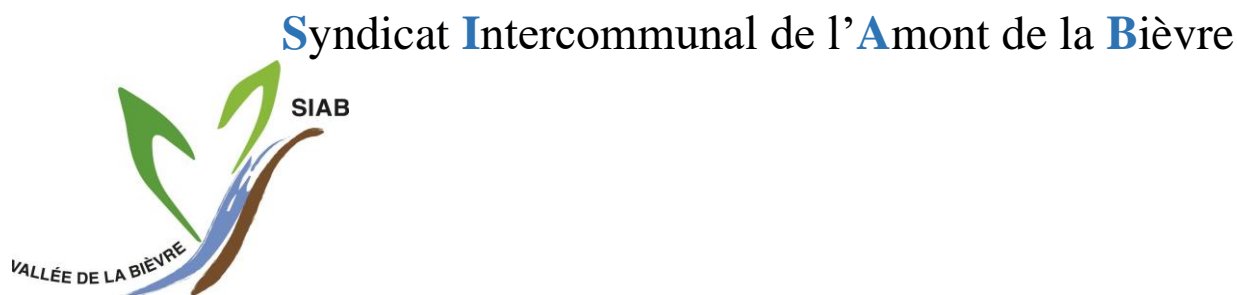 Syndicat Intercommunal de l’Amont de la Bièvre
SIAB
VALLÉE DE LA BIÈVRE